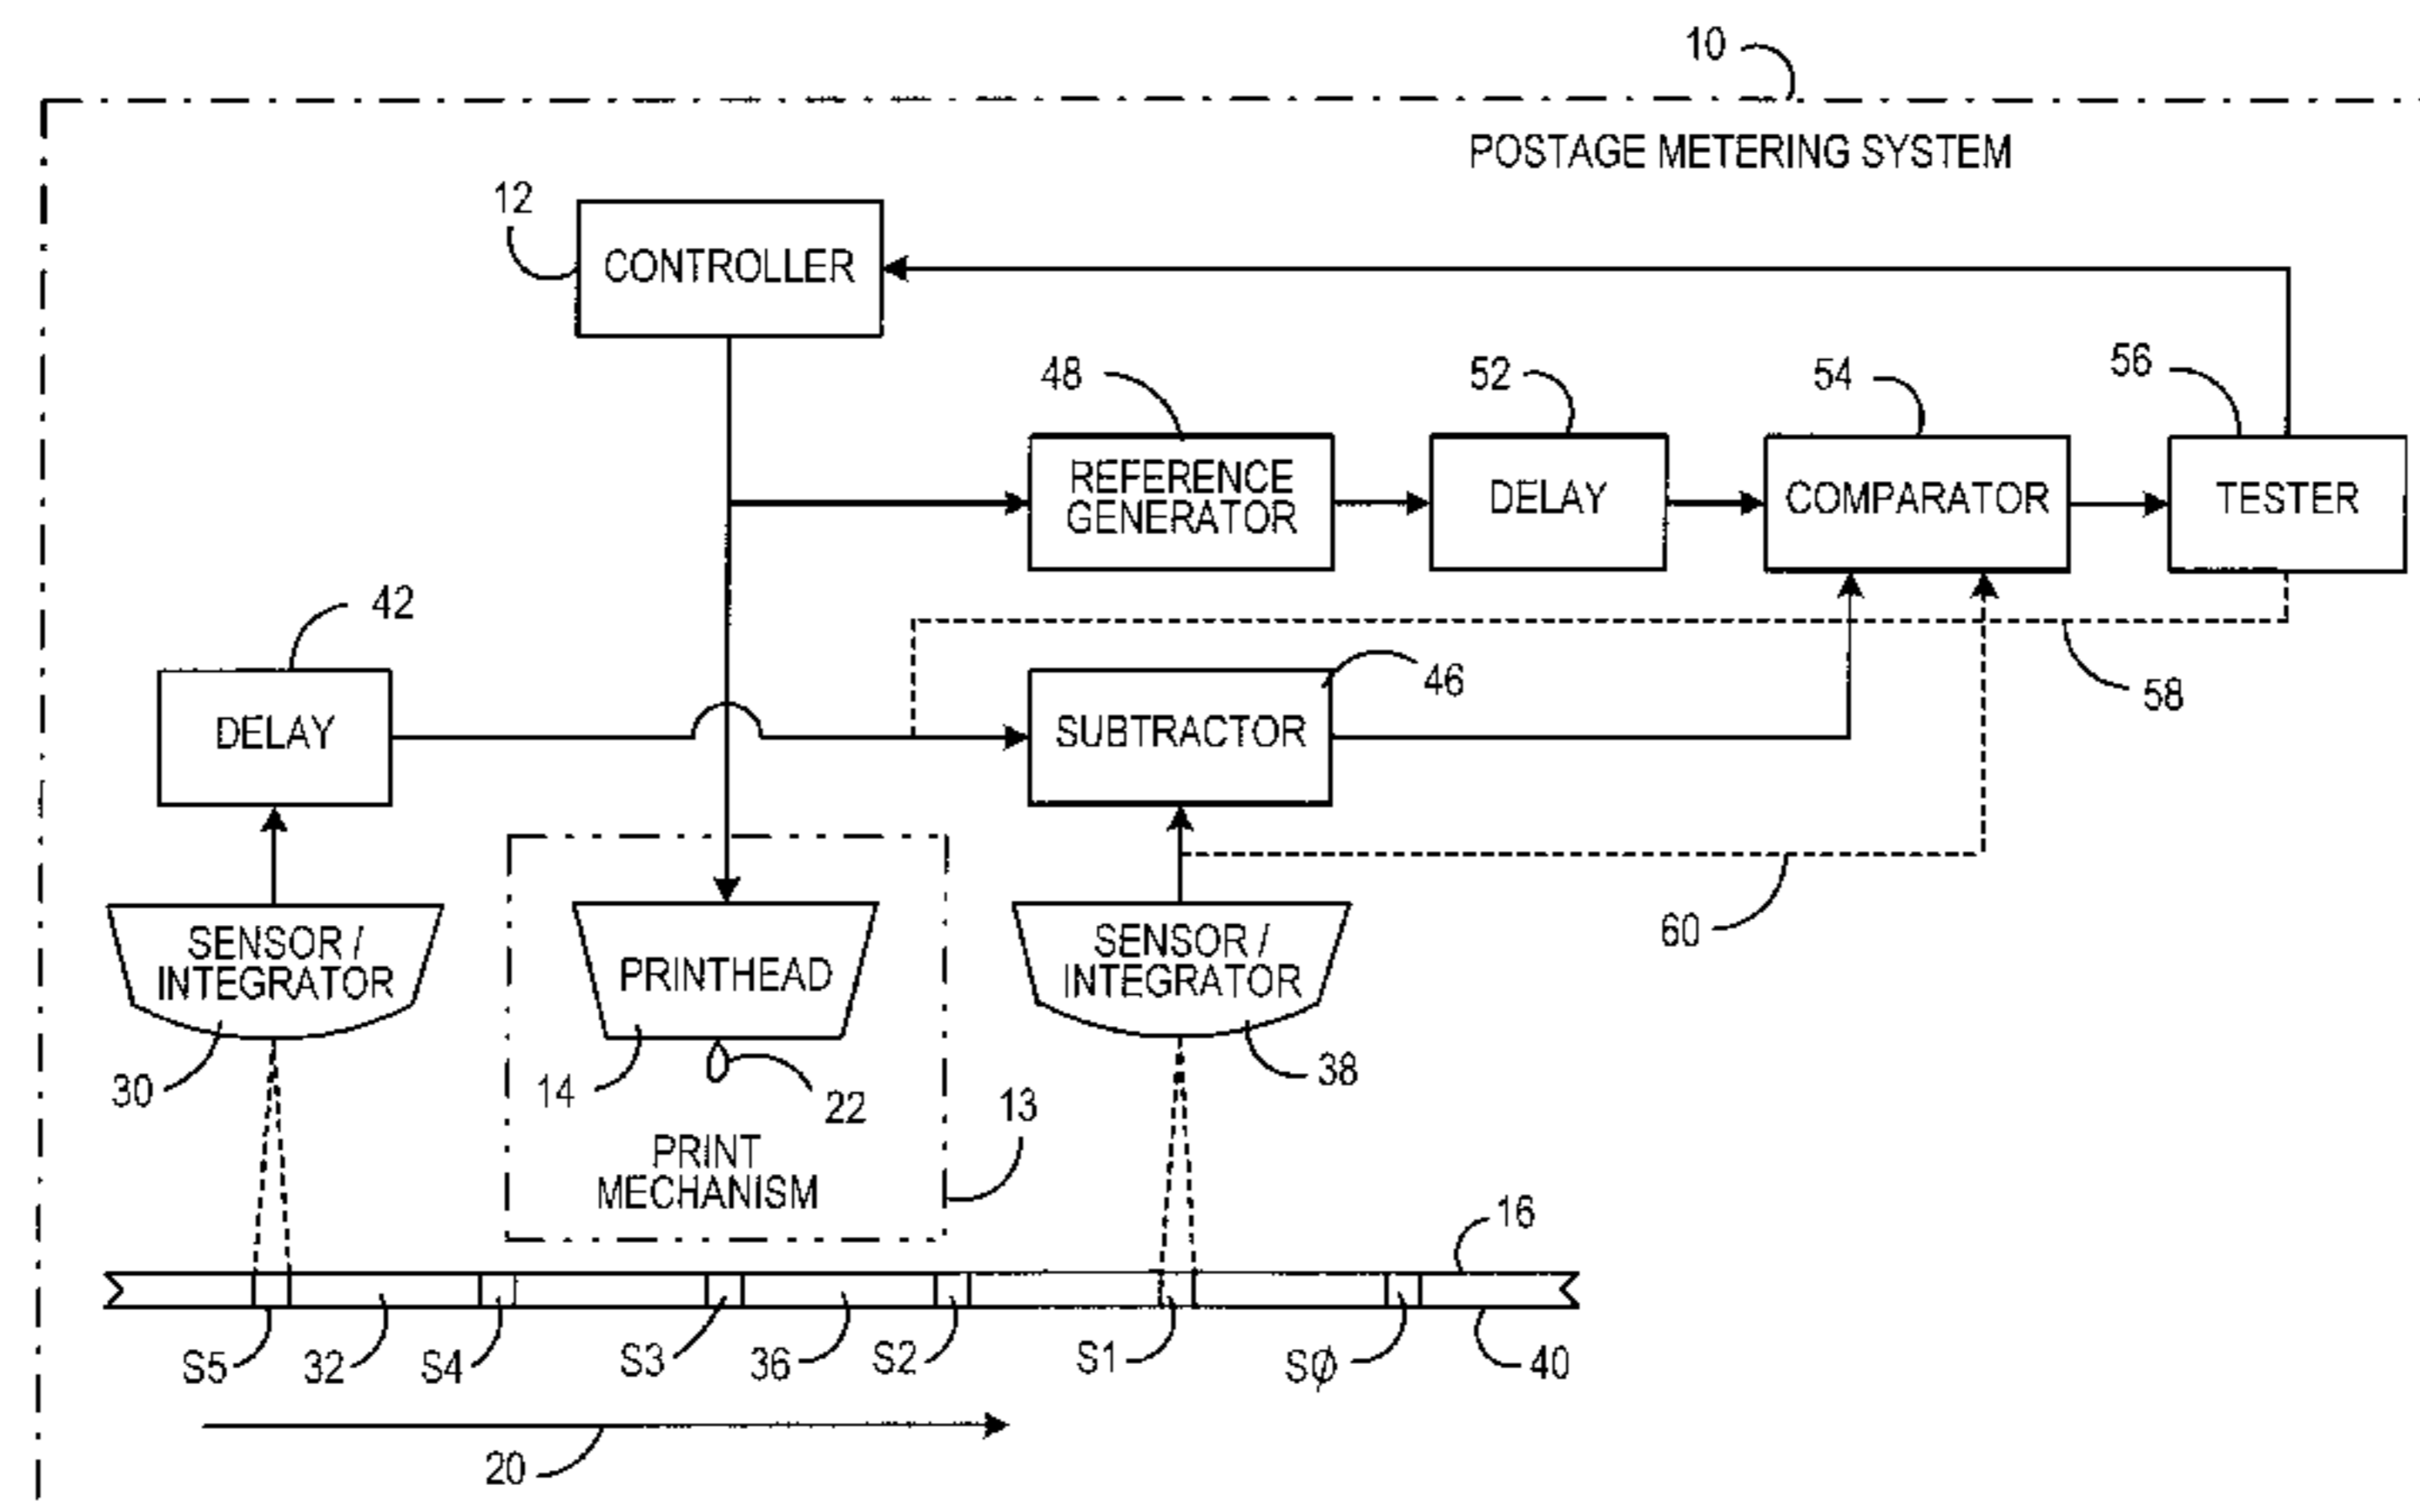 10
POSTAGE METERING SYSTEM
12
CONTROLLER
48
52
54
56
REFERENCE
GENERATOR
DELAY
COMPARATOR
TESTER
42
46
58
DELAY
SUBTRACTOR
60
SENSOR /
INTEGRATOR
PRINTHEAD
SENSOR /
INTEGRATOR
30
14
22
38
13
PRINT
MECHANISM
16
S5
32
S4
S3
36
S2
S1
SØ
40
20